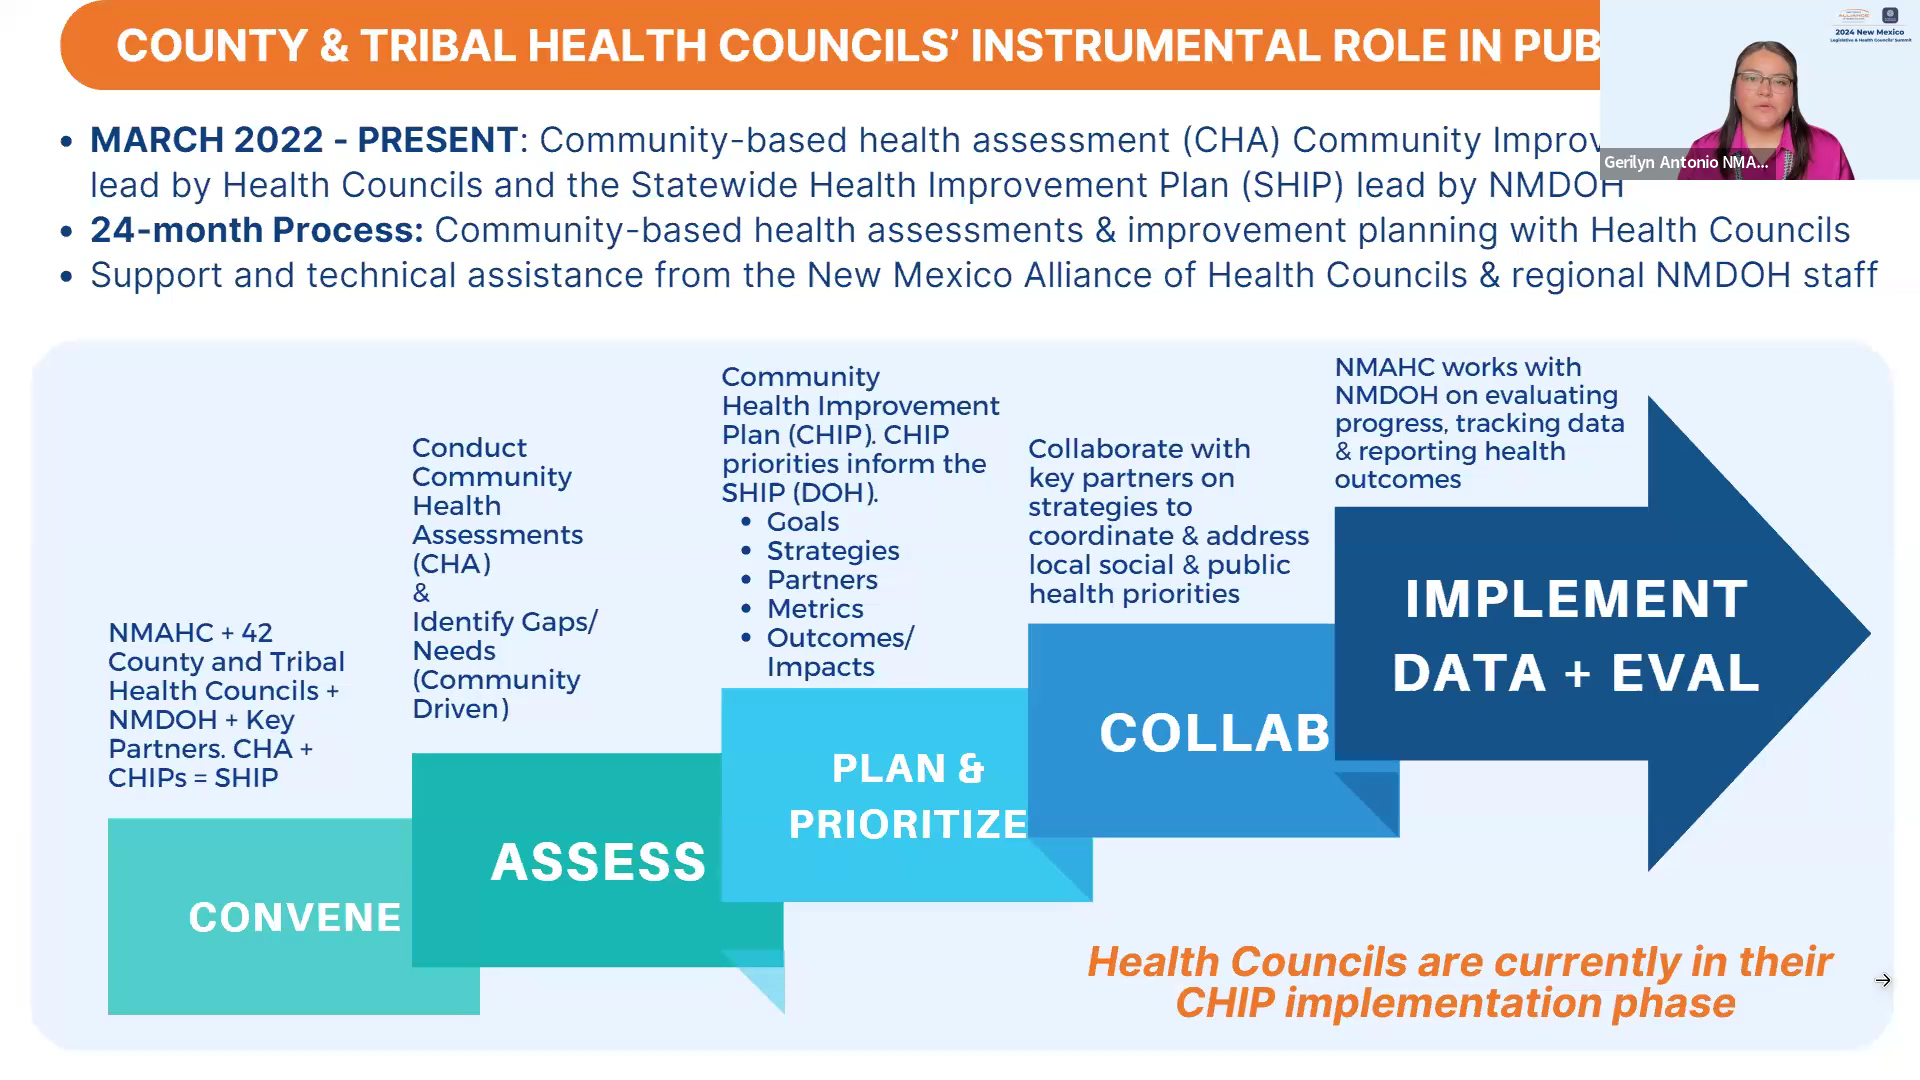 COUNTY & TRIBAL HEALTH COUNCILS’ INSTRUMENTAL ROLE IN PUB
2024 New Mexico
Legislative & Health Councils' Summit
Gerilyn Antonio NMA...
• MARCH 2022 - PRESENT: Community-based health assessment (CHA) Community Improv
lead by Health Councils and the Statewide Health Improvement Plan (SHIP) lead by NMDOH
• 24-month Process: Community-based health assessments & improvement planning with Health Councils
• Support and technical assistance from the New Mexico Alliance of Health Councils & regional NMDOH staff
NMAHC + 42
County and Tribal
Health Councils +
NMDOH + Key
Partners. CHA +
CHIPs = SHIP
CONVENE
Conduct
Community
Health
Assessments
(CHA)
&
Identify Gaps/
Needs
(Community
Driven)
ASSESS
Community
Health Improvement
Plan (CHIP). CHIP
priorities inform the
SHIP (DOH).
• Goals
• Strategies
• Partners
• Metrics
• Outcomes/
Impacts
PLAN &
PRIORITIZE
Collaborate with
key partners on
strategies to
coordinate & address
local social & public
health priorities
COLLAB
NMAHC works with
NMDOH on evaluating
progress, tracking data
& reporting health
outcomes
IMPLEMENT
DATA + EVAL
Health Councils are currently in their
CHIP implementation phase